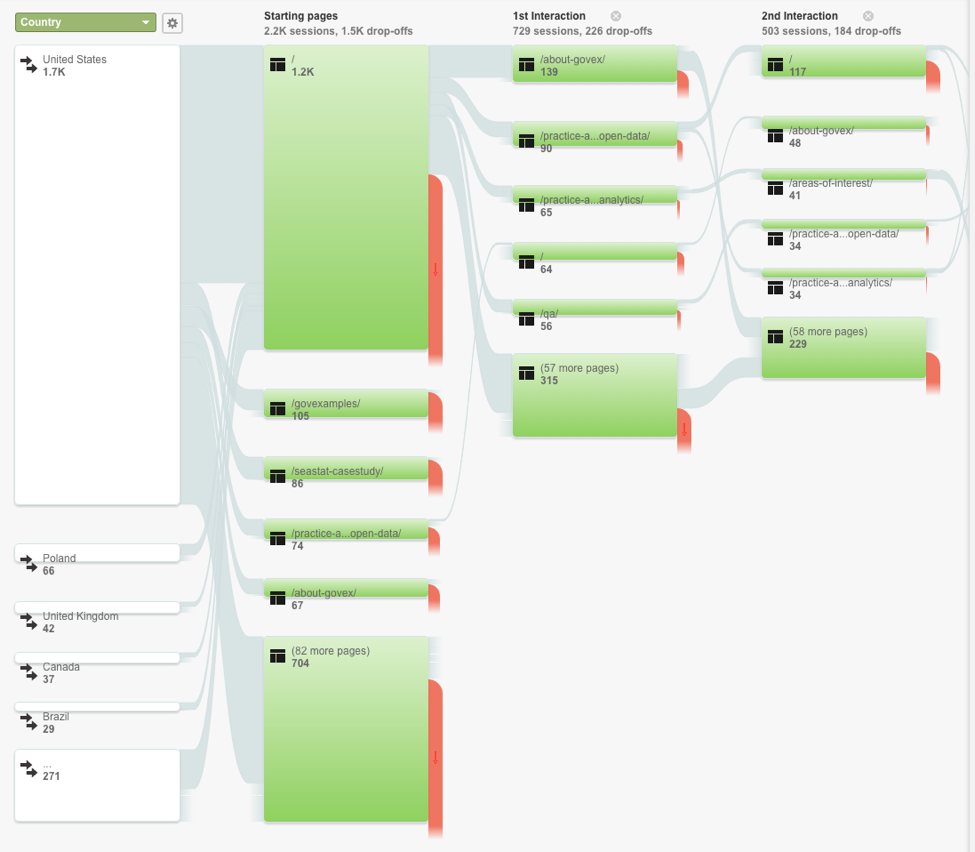 Country
Starting pages
2.2K sessions, 1.5K drop-offs
1st Interaction
729 sessions, 226 drop-offs
2nd Interaction
503 sessions, 184 drop-offs
United States
1.7K
Poland
66
United Kingdom
42
Canada
37
Brazil
29
...
271
/
1.2K
/govexamples/
105
/seastat-casestudy/
86
/practice-a...open-data/
74
/about-govex/
67
(82 more pages)
704
/about-govex/
139
/practice-a...open-data/
90
/practice-a...analytics/
65
/
64
/qa/
56
(57 more pages)
315
/
117
/about-govex/
48
/areas-of-interest/
41
/practice-a...open-data/
34
/practice-a...analytics/
34
(58 more pages)
229